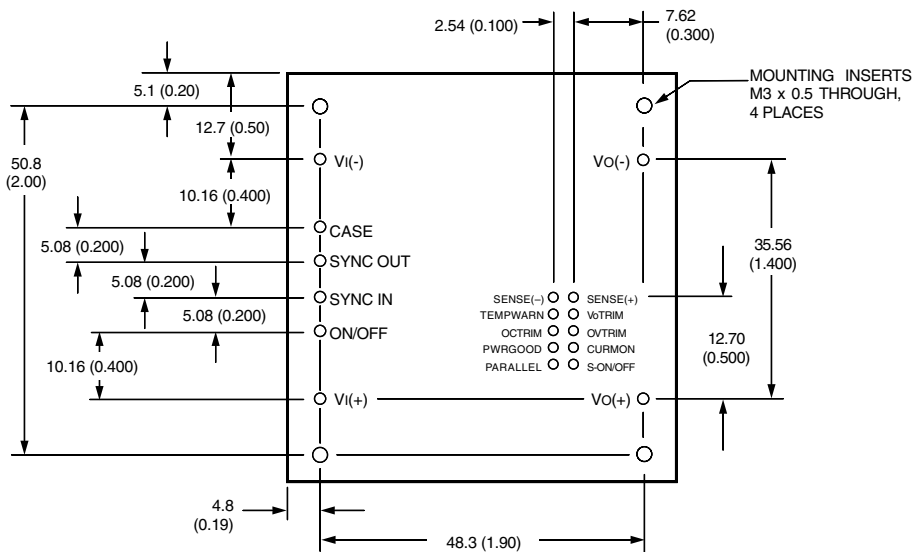 2.54 (0.100)
7.62
(0.300)
5.1 (0.20)
MOUNTING INSERTS
M3 x 0.5 THROUGH,
4 PLACES
12.7 (0.50)
50.8
(2.00)
VI(-)
VO(-)
10.16 (0.400)
CASE
5.08 (0.200)
SYNC OUT
35.56
(1.400)
5.08 (0.200)
SYNC IN
SENSE(–)
SENSE(+)
5.08 (0.200)
TEMPWARN
VOTRIM
ON/OFF
OCTRIM
OVTRIM
12.70
(0.500)
PWRGOOD
CURMON
10.16 (0.400)
PARALLEL
S-ON/OFF
VI(+)
VO(+)
4.8
(0.19)
48.3 (1.90)